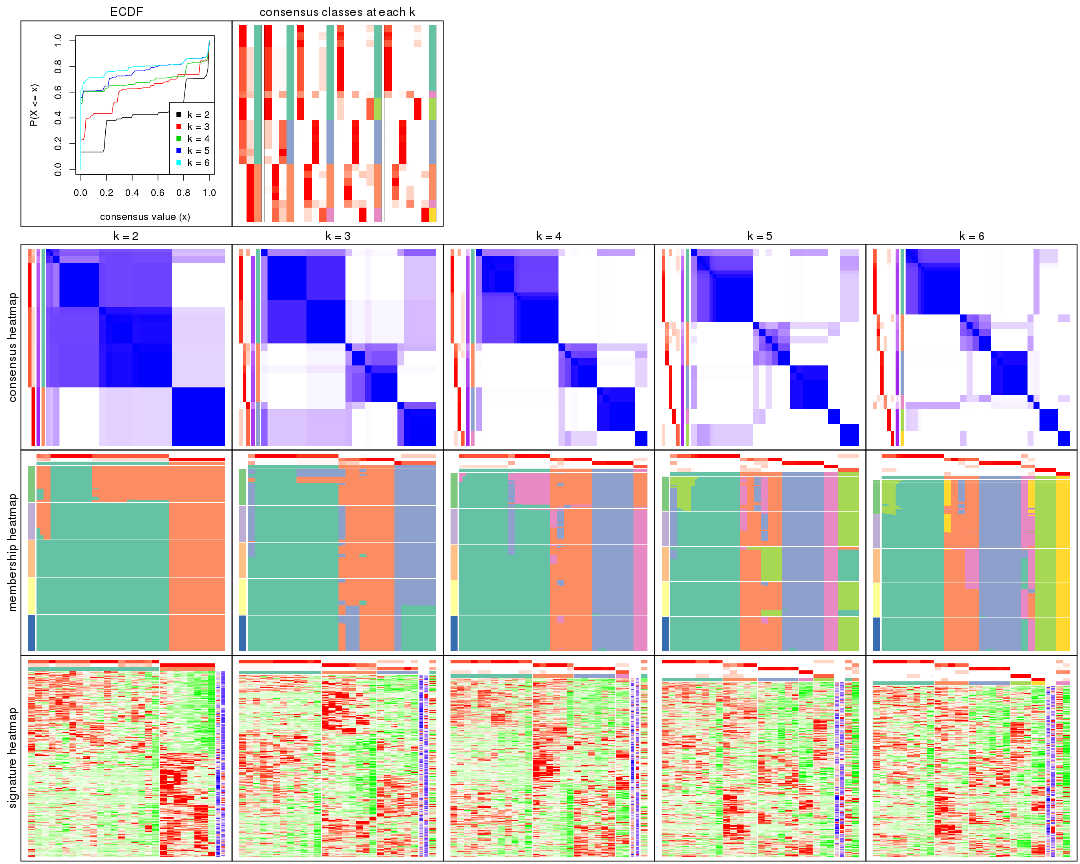 ECDF
consensus classes at each k
P(X <= x)
1.0
0.8
0.6
0.4
0.2
0.0
k = 2
k = 3
k = 4
k = 5
k = 6
0.0 0.2 0.4 0.6 0.8 1.0
consensus value (x)
k = 2
k = 3
k = 4
k = 5
k = 6
consensus heatmap
membership heatmap
signature heatmap